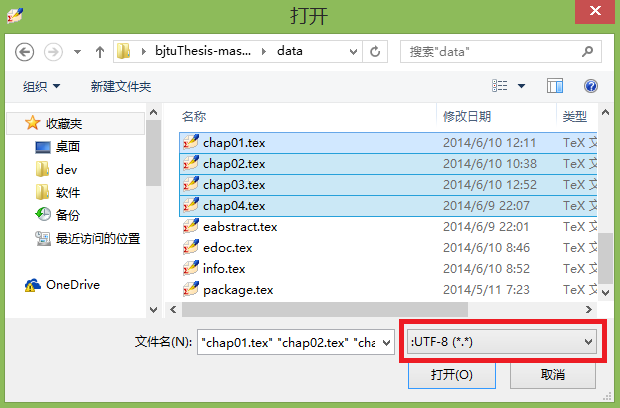 打开
bjtuThesis-mas... data
搜索"data"
组织 新建文件夹
收藏夹
桌面
dev
软件
备份
最近访问的位置
OneDrive
名称 修改日期 类型
chap01.tex 2014/6/10 12:11 TeX 文
chap02.tex 2014/6/10 10:38 TeX 文
chap03.tex 2014/6/10 12:52 TeX 文
chap04.tex 2014/6/9 22:07 TeX 文
eabstract.tex 2014/6/9 22:01 TeX 文
edoc.tex 2014/6/10 8:46 TeX 文
info.tex 2014/6/10 8:52 TeX 文
package.tex 2014/5/11 7:23 TeX 文
文件名(N): "chap01.tex" "chap02.tex" "cha :UTF-8 (*.*)
打开(O) 取消